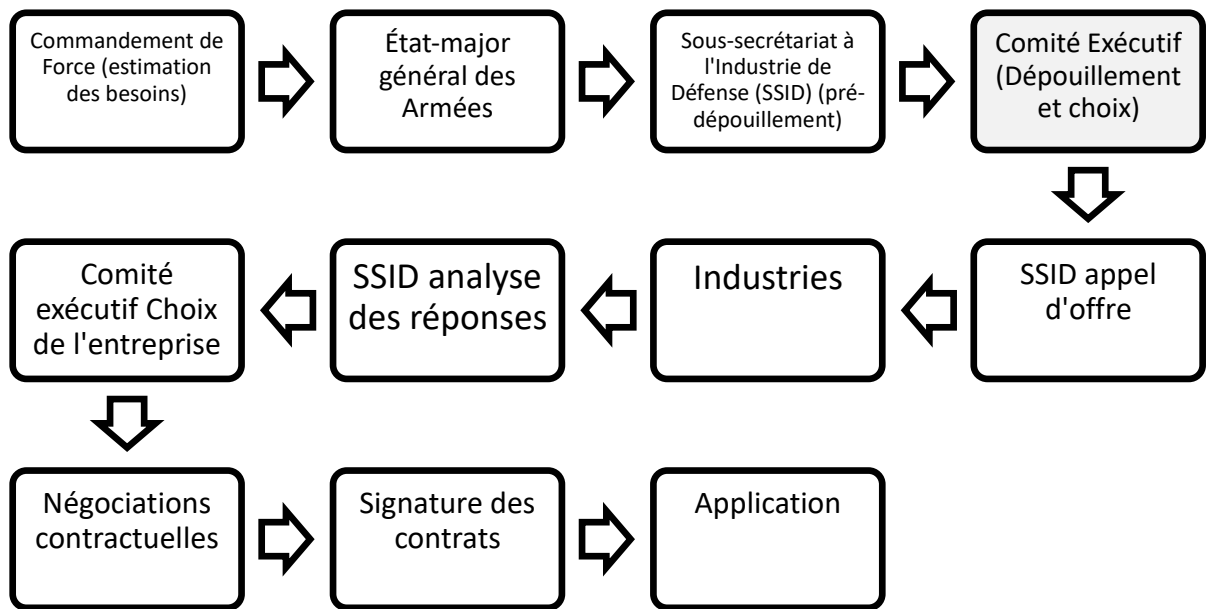 Commandement de
Force (estimation
des besoins)
État-major
général des
Armées
Sous-secrétariat à
l'Industrie de
Défense (SSID) (pré-
dépouillement)
Comité Exécutif
(Dépouillement
et choix)
SSID appel
d'offre
Industries
SSID analyse
des réponses
Comité
exécutif Choix
de l'entreprise
Négociations
contractuelles
Signature des
contrats
Application